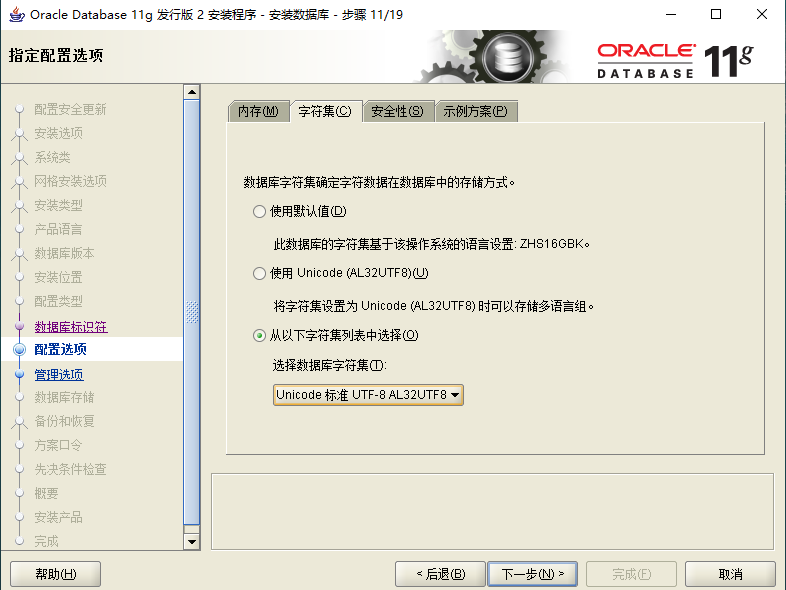 Oracle Database 11g 发行版 2 安装程序 - 安装数据库 - 步骤 11/19
指定配置选项
ORACLE
DATABASE
11g
配置安全更新
安装选项
系统类
网格安装选项
安装类型
产品语言
数据库版本
安装位置
配置类型
数据库标识符
配置选项
管理选项
数据库存储
备份和恢复
方案口令
先决条件检查
概要
安装产品
完成
内存(M) 字符集(C) 安全性(S) 示例方案(P)
数据库字符集确定字符数据在数据库中的存储方式。
使用默认值(D)
此数据库的字符集基于该操作系统的语言设置: ZHS16GBK。
使用 Unicode (AL32UTF8)(U)
将字符集设置为 Unicode (AL32UTF8) 时可以存储多语言组。
从以下字符集列表中选择(O)
选择数据库字符集(T):
Unicode 标准 UTF-8 AL32UTF8
帮助(H) < 后退(B) 下一步(N) > 完成(F) 取消